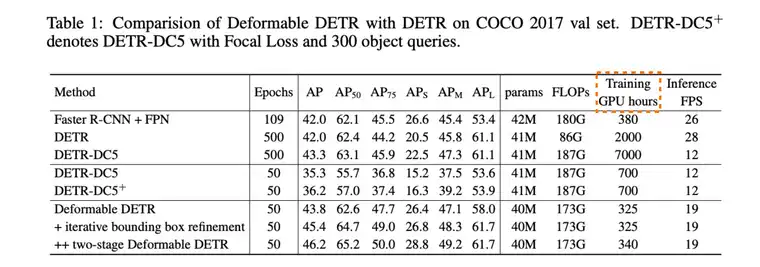 Table 1: Comparision of Deformable DETR with DETR on COCO 2017 val set. DETR-DC5+
denotes DETR-DC5 with Focal Loss and 300 object queries.
Method Epochs AP AP50 AP75 APS APM APL params FLOPs Training GPU hours Inference FPS
Faster R-CNN + FPN 109 42.0 62.1 45.5 26.6 45.4 53.4 42M 180G 380 26
DETR 500 42.0 62.4 44.2 20.5 45.8 61.1 41M 86G 2000 28
DETR-DC5 500 43.3 63.1 45.9 22.5 47.3 61.1 41M 187G 7000 12
DETR-DC5 50 35.3 55.7 36.8 15.2 37.5 53.6 41M 187G 700 12
DETR-DC5+ 50 36.2 57.0 37.4 16.3 39.2 53.9 41M 187G 700 12
Deformable DETR 50 43.8 62.6 47.7 26.4 47.1 58.0 40M 173G 325 19
+ iterative bounding box refinement 50 45.4 64.7 49.0 26.8 48.3 61.7 40M 173G 325 19
++ two-stage Deformable DETR 50 46.2 65.2 50.0 28.8 49.2 61.7 40M 173G 340 19